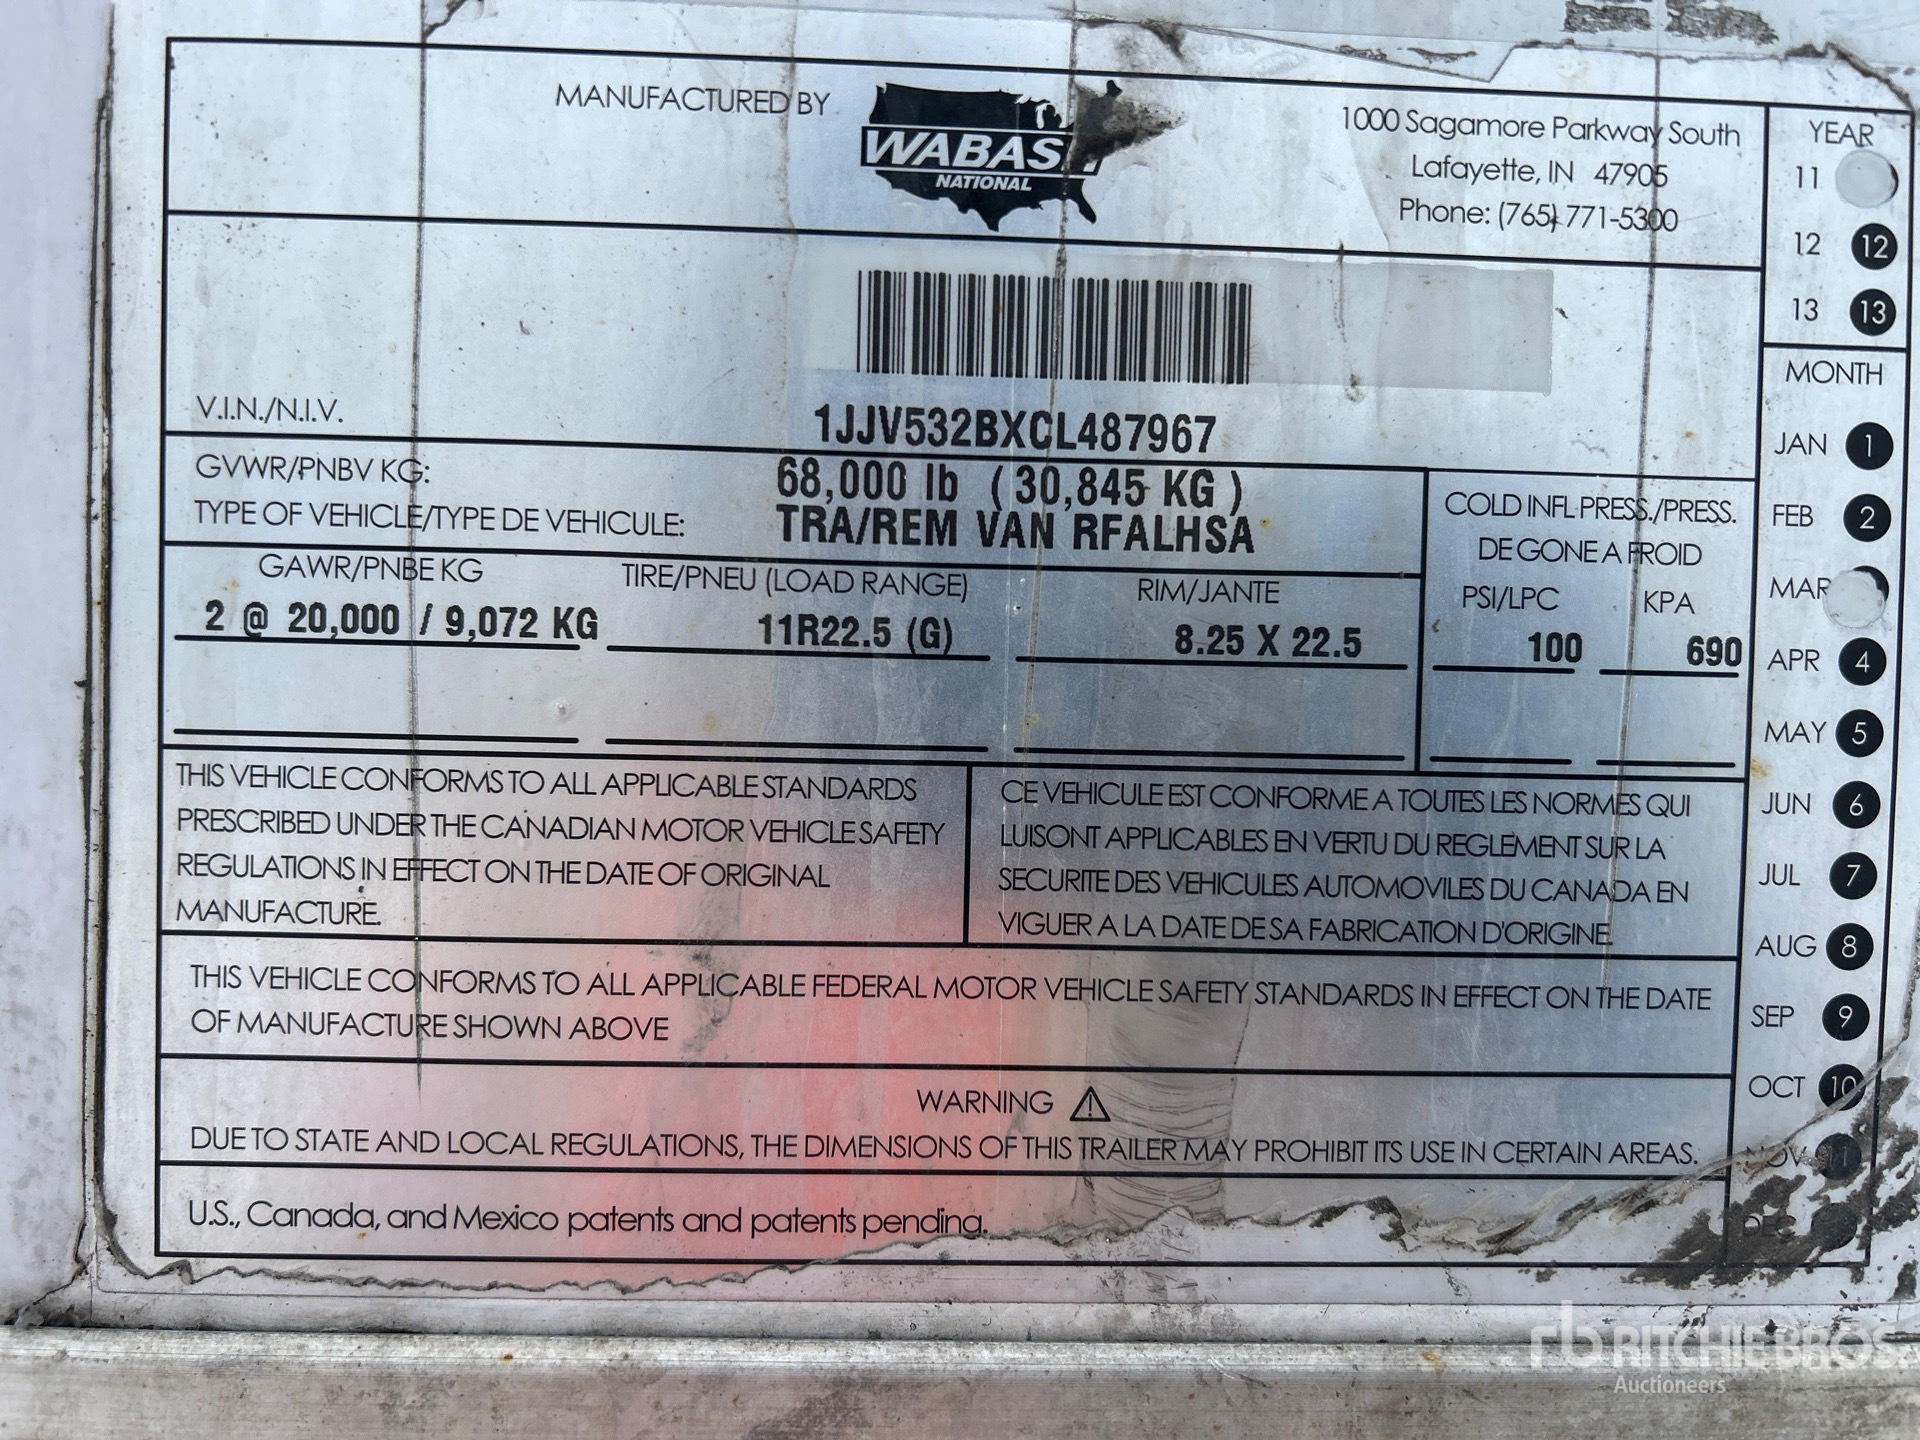 MANUFACTURED BY
WABASH
NATIONAL
1000 Sagamore Parkway South
Lafayette, IN 47905
Phone: (765) 771-5300
YEAR
11
12 12
13 13
V.I.N./N.I.V.
1JJV532BXCL487967
GVWR/PNBV KG: 68,000 lb ( 30,845 KG )
TYPE OF VEHICLE/TYPE DE VEHICULE: TRA/REM VAN RFALHSA
COLD INFL PRESS./PRESS.
DE GONE A FROID
PSI/LPC KPA
GAWR/PNBE KG TIRE/PNEU (LOAD RANGE) RIM/JANTE
2 @ 20,000 / 9,072 KG 11R22.5 (G) 8.25 X 22.5 100 690
MONTH
JAN 1
FEB 2
MAR
APR 4
MAY 5
JUN 6
JUL 7
AUG 8
SEP 9
OCT 10
NOV 11
DEC
THIS VEHICLE CONFORMS TO ALL APPLICABLE STANDARDS
PRESCRIBED UNDER THE CANADIAN MOTOR VEHICLE SAFETY
REGULATIONS IN EFFECT ON THE DATE OF ORIGINAL
MANUFACTURE.
CE VEHICULE EST CONFORME A TOUTES LES NORMES QUI
LUISONT APPLICABLES EN VERTU DU REGLEMENT SUR LA
SECURITE DES VEHICULES AUTOMOVILES DU CANADA EN
VIGUER A LA DATE DE SA FABRICATION D'ORIGINE.
THIS VEHICLE CONFORMS TO ALL APPLICABLE FEDERAL MOTOR VEHICLE SAFETY STANDARDS IN EFFECT ON THE DATE
OF MANUFACTURE SHOWN ABOVE
WARNING
DUE TO STATE AND LOCAL REGULATIONS, THE DIMENSIONS OF THIS TRAILER MAY PROHIBIT ITS USE IN CERTAIN AREAS.
U.S., Canada, and Mexico patents and patents pending.
rb RITCHIE BROS
Auctioneers